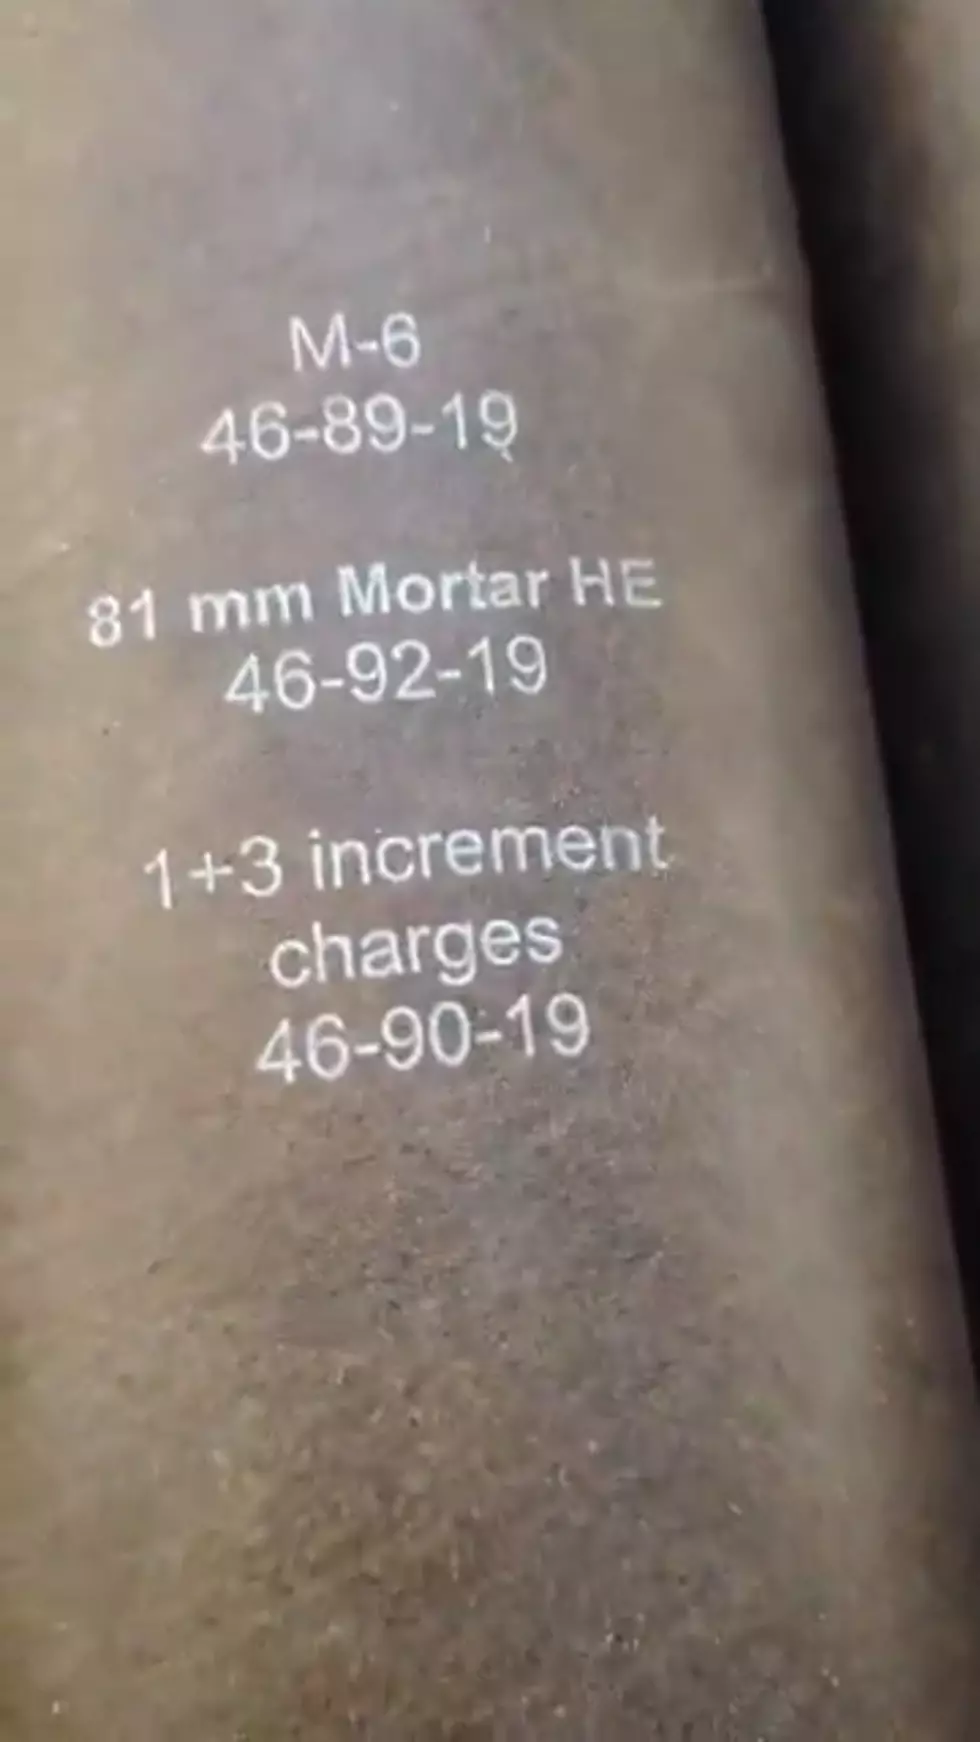 M-6
46-89-19
81 mm Mortar HE
46-92-19
1+3 increment
charges
46-90-19